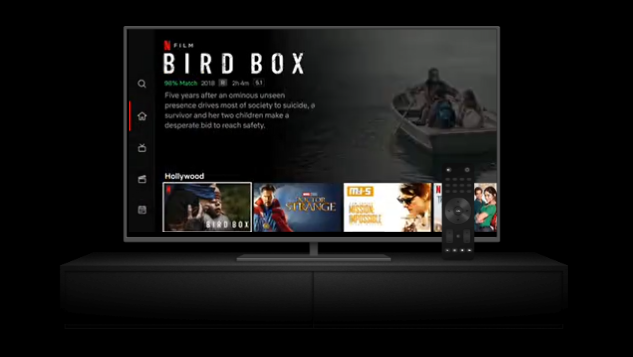 N FILM
BIRD BOX
98% Match 2018 2h 4m 5.1
Five years after an ominous unseen
presence drives most of society to suicide, a
survivor and her two children make a
desperate bid to reach safety.
Hollywood
N
BIRD BOX
DOCTOR
STRANGE
M:I-5
MISSION
IMPOSSIBLE
N